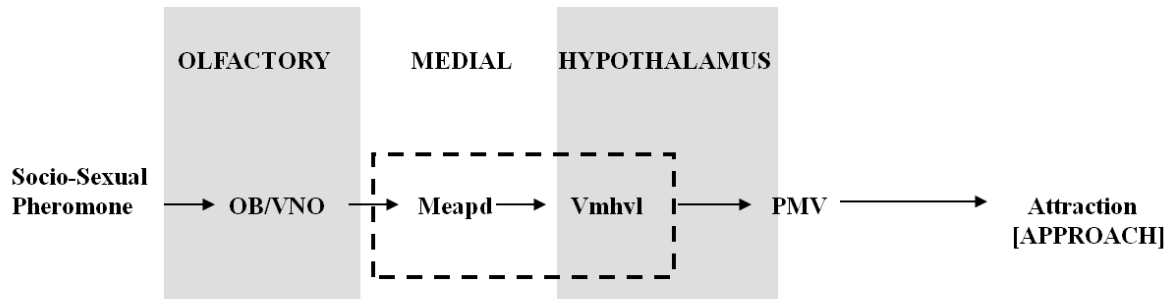 OLFACTORY MEDIAL HYPOTHALAMUS
Socio-Sexual
Pheromone OB/VNO Meapd Vmhvl PMV Attraction
[APPROACH]